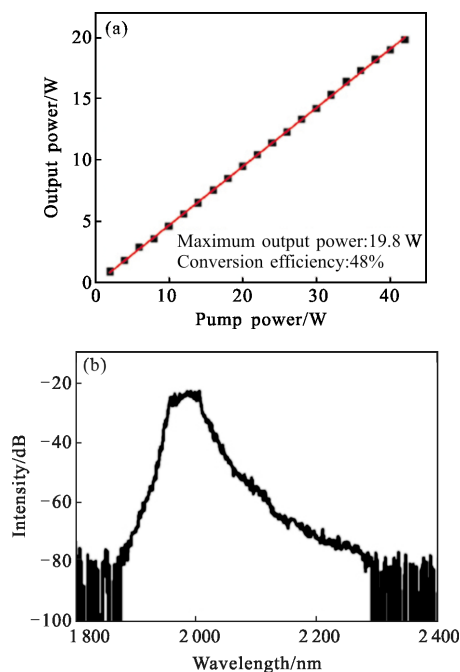 (a)
20
15
10
5
0
Output power/W
Maximum output power:19.8 W
Conversion efficiency:48%
0 10 20 30 40
Pump power/W
(b)
−20
−40
−60
−80
−100
Intensity/dB
1 800 2 000 2 200 2 400
Wavelength/nm